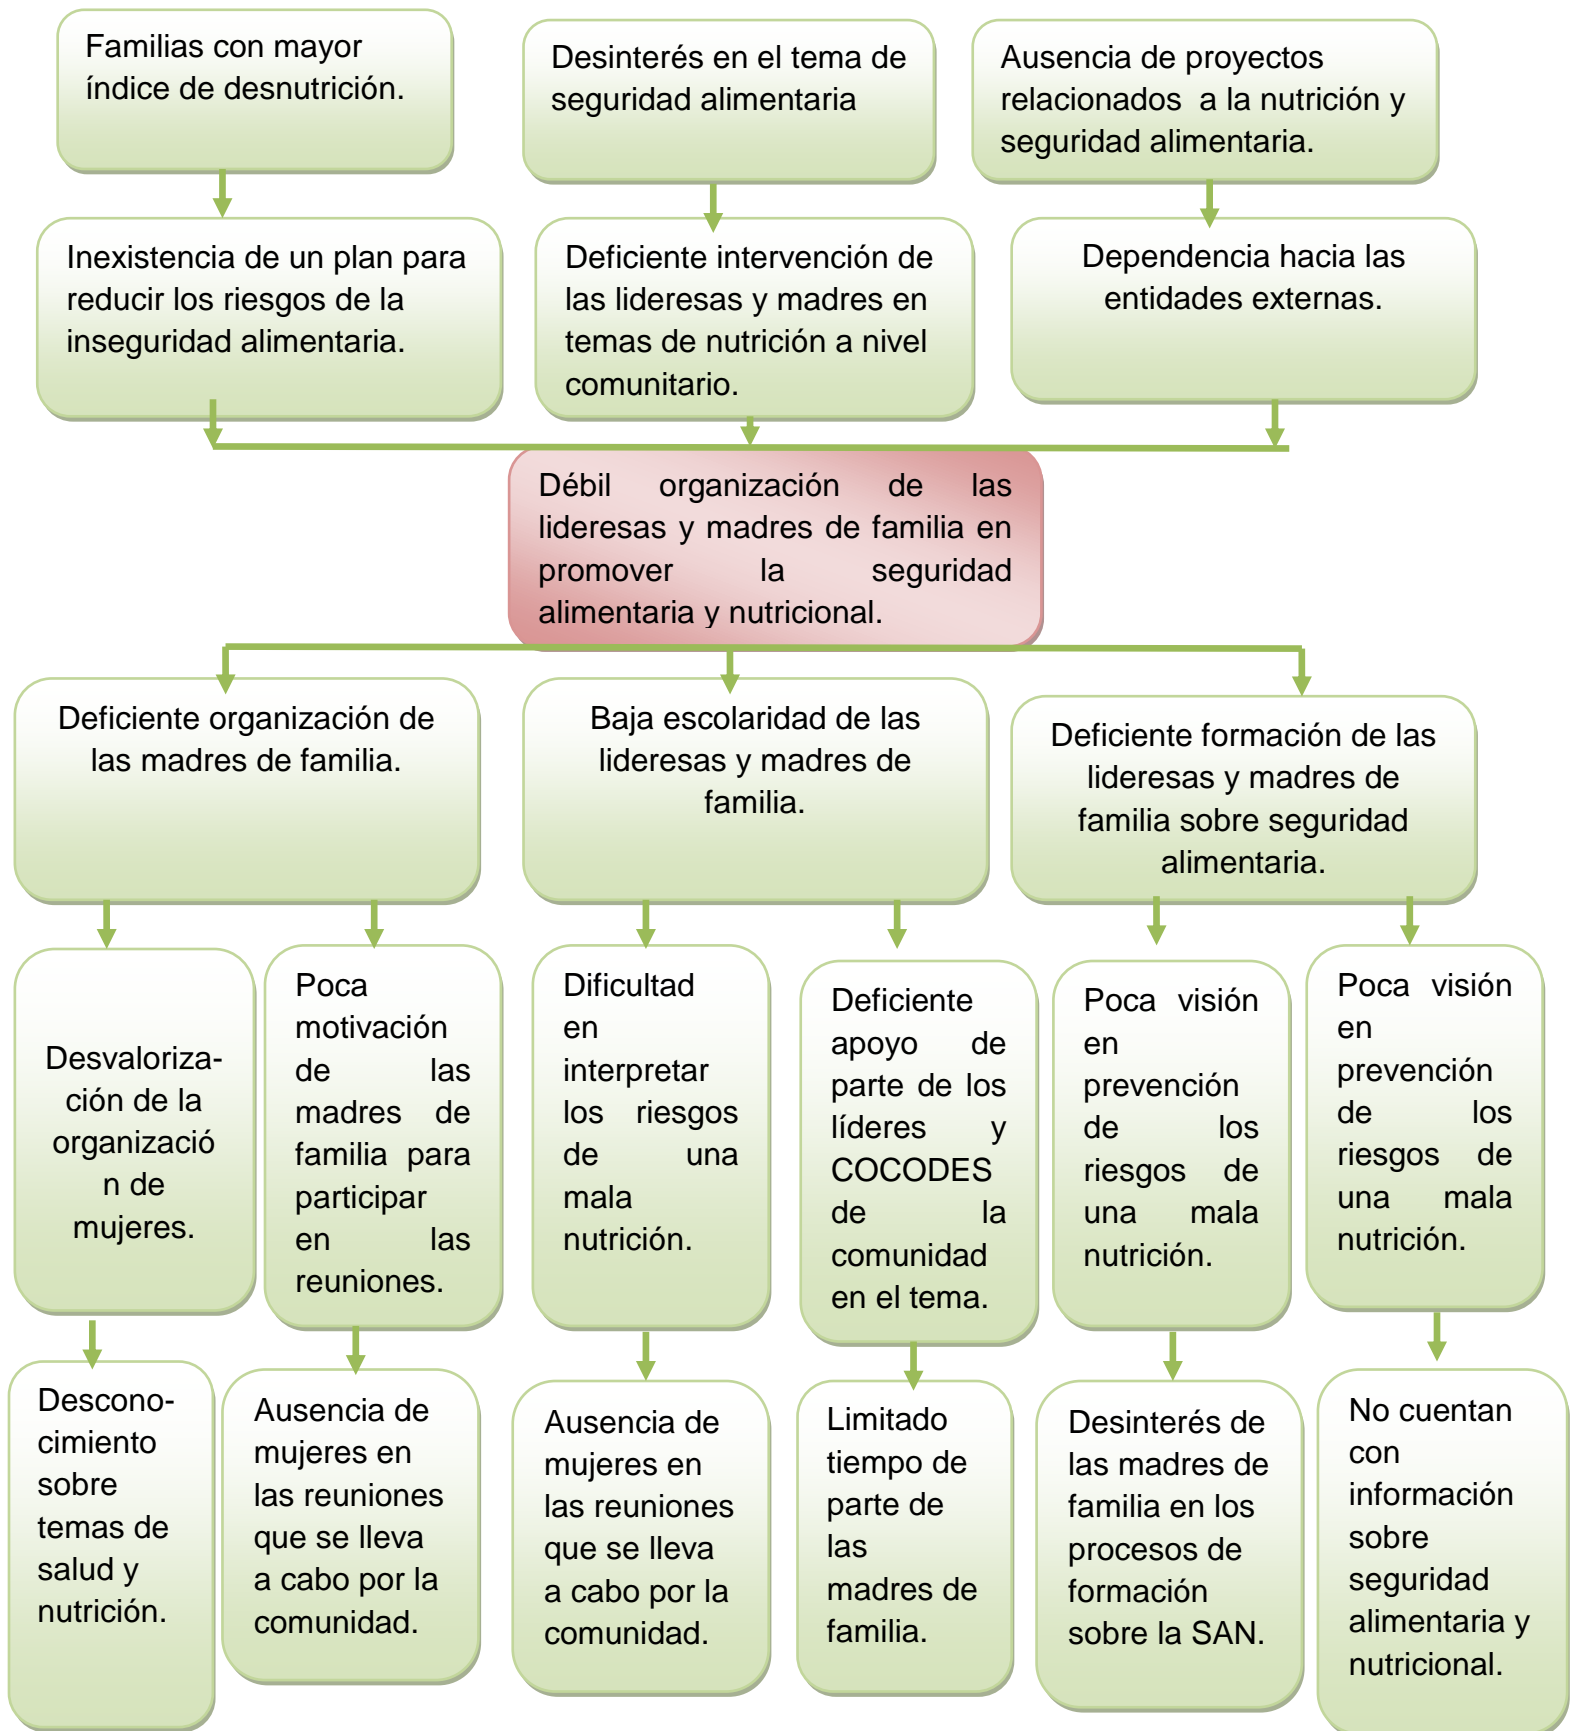 Familias con mayor
índice de desnutrición.
Desinterés en el tema de
seguridad alimentaria
Ausencia de proyectos
relacionados a la nutrición y
seguridad alimentaria.
Inexistencia de un plan para
reducir los riesgos de la
inseguridad alimentaria.
Deficiente intervención de
las lideresas y madres en
temas de nutrición a nivel
comunitario.
Dependencia hacia las
entidades externas.
Débil organización de las
lideresas y madres de familia en
promover la seguridad
alimentaria y nutricional.
Deficiente organización de
las madres de familia.
Baja escolaridad de las
lideresas y madres de
familia.
Deficiente formación de las
lideresas y madres de
familia sobre seguridad
alimentaria.
Desvaloriza-
ción de la
organizació
n de
mujeres.
Poca
motivación
de las
madres de
familia para
participar
en las
reuniones.
Dificultad
en
interpretar
los riesgos
de una
mala
nutrición.
Deficiente
apoyo de
parte de los
líderes y
COCODES
de la
comunidad
en el tema.
Poca visión
en
prevención
de los
riesgos de
una mala
nutrición.
Poca visión
en
prevención
de los
riesgos de
una mala
nutrición.
Descono-
cimiento
sobre
temas de
salud y
nutrición.
Ausencia de
mujeres en
las reuniones
que se lleva
a cabo por la
comunidad.
Ausencia de
mujeres en
las reuniones
que se lleva
a cabo por la
comunidad.
Limitado
tiempo de
parte de
las
madres de
familia.
Desinterés de
las madres de
familia en los
procesos de
formación
sobre la SAN.
No cuentan
con
información
sobre
seguridad
alimentaria y
nutricional.